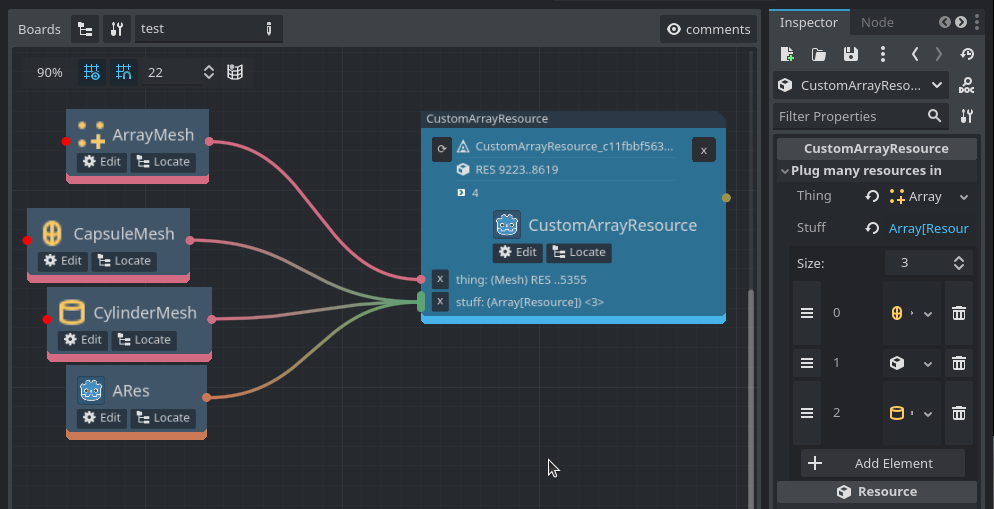 Boards
test
comments
90%
22
ArrayMesh
Edit
Locate
CapsuleMesh
Edit
Locate
CylinderMesh
Edit
Locate
ARes
Edit
Locate
CustomArrayResource
CustomArrayResource_c11fbbf563...
x
RES 9223..8619
4
CustomArrayResource
Edit
Locate
x thing: (Mesh) RES ..5355
x stuff: (Array[Resource]) <3>
Inspector
Node
CustomArrayReso...
Filter Properties
CustomArrayResource
Plug many resources in
Thing
Array
Stuff
Array[Resour
Size:
3
0
1
2
Add Element
Resource